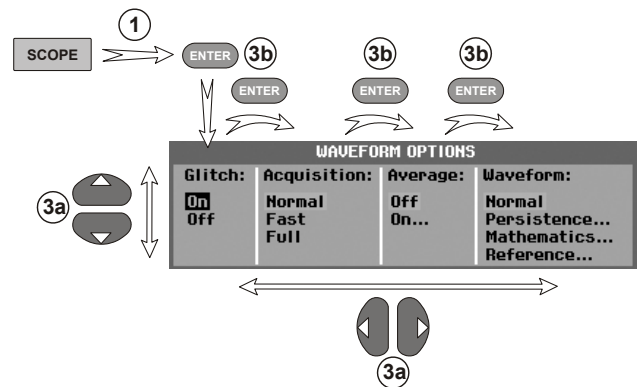 1
SCOPE
ENTER
3b
3b
3b
ENTER
ENTER
ENTER
WAVEFORM OPTIONS
Glitch: Acquisition: Average: Waveform:
On Normal Off Normal
Off Fast On... Persistence...
Full Mathematics...
Reference...
3a
3a